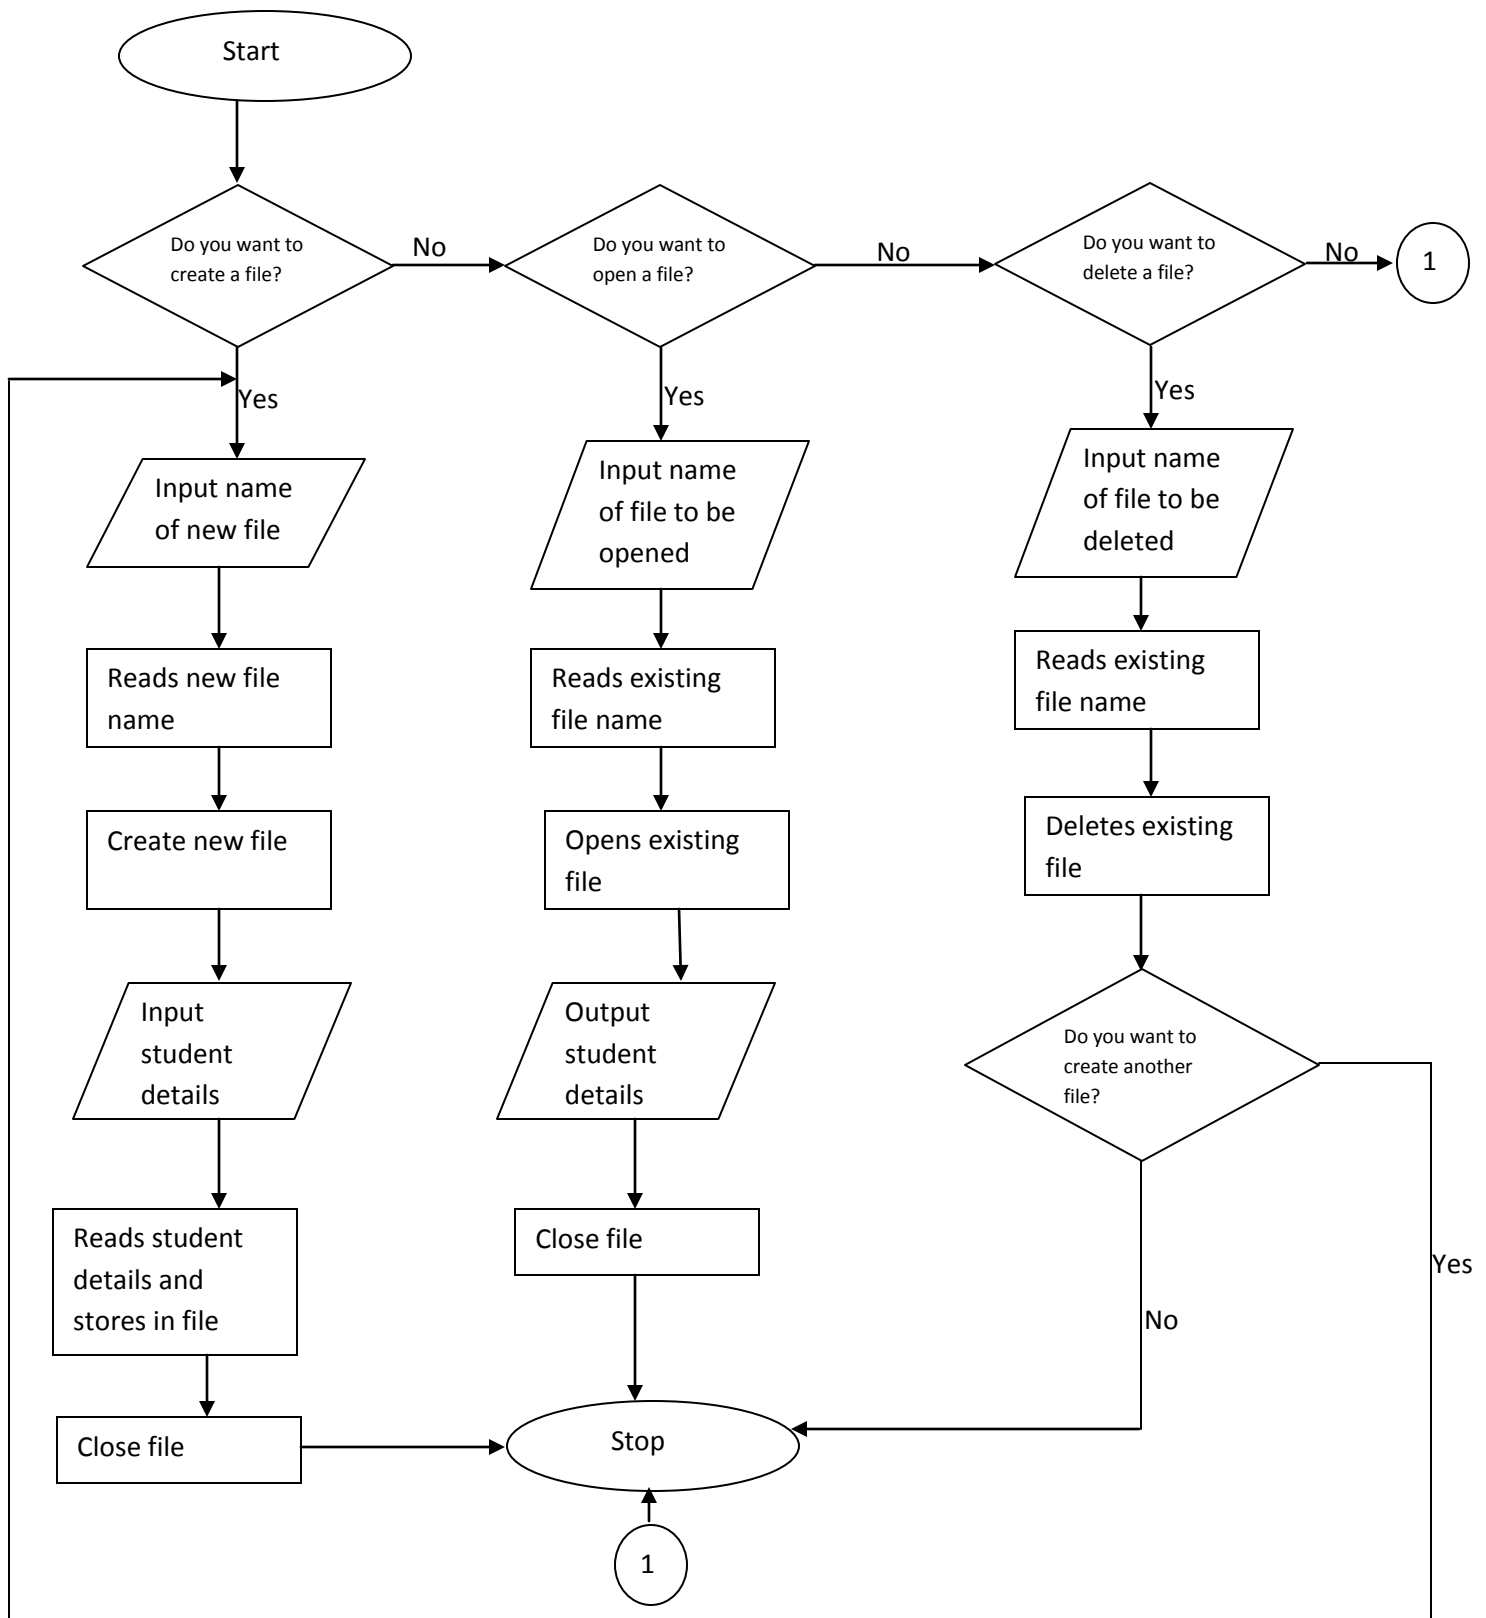 Start
Do you want to
create a file?
No
Do you want to
open a file?
No
Do you want to
delete a file?
No
1
Yes
Yes
Yes
Input name
of new file
Input name
of file to be
opened
Input name
of file to be
deleted
Reads new file
name
Reads existing
file name
Reads existing
file name
Create new file
Opens existing
file
Deletes existing
file
Input
student
details
Output
student
details
Do you want to
create another
file?
Reads student
details and
stores in file
Close file
Yes
No
Close file
Stop
1